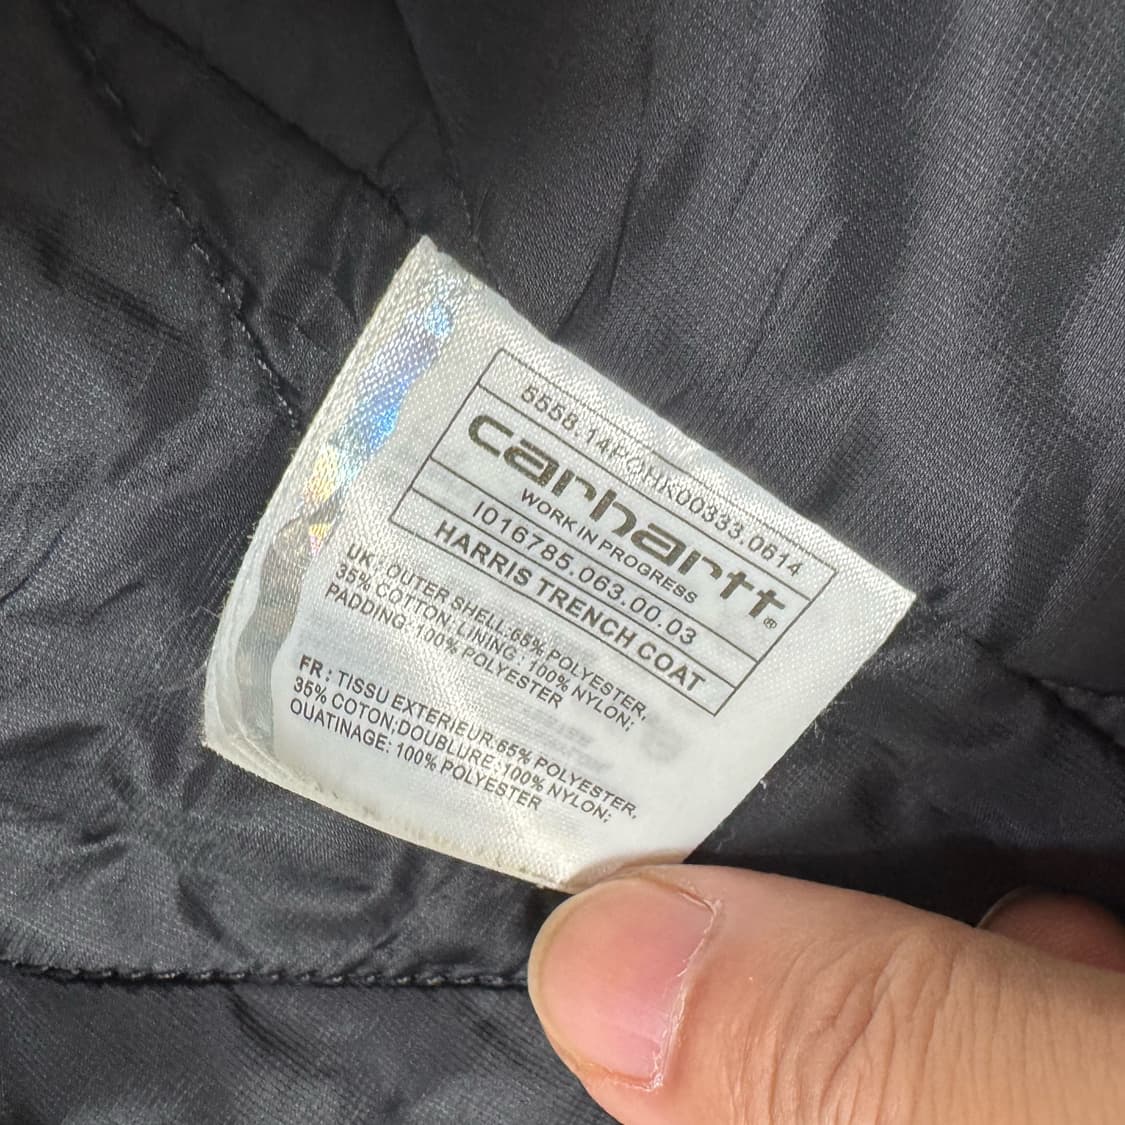 5558.14POHK00333.0614
carhartt®
WORK IN PROGRESS
I016785.063.00.03
HARRIS TRENCH COAT
UK : OUTER SHELL:65% POLYESTER,
35% COTTON;LINING : 100% NYLON;
PADDING: 100% POLYESTER
FR : TISSU EXTERIEUR:65% POLYESTER,
35% COTON;DOUBLURE :100% NYLON;
OUATINAGE: 100% POLYESTER